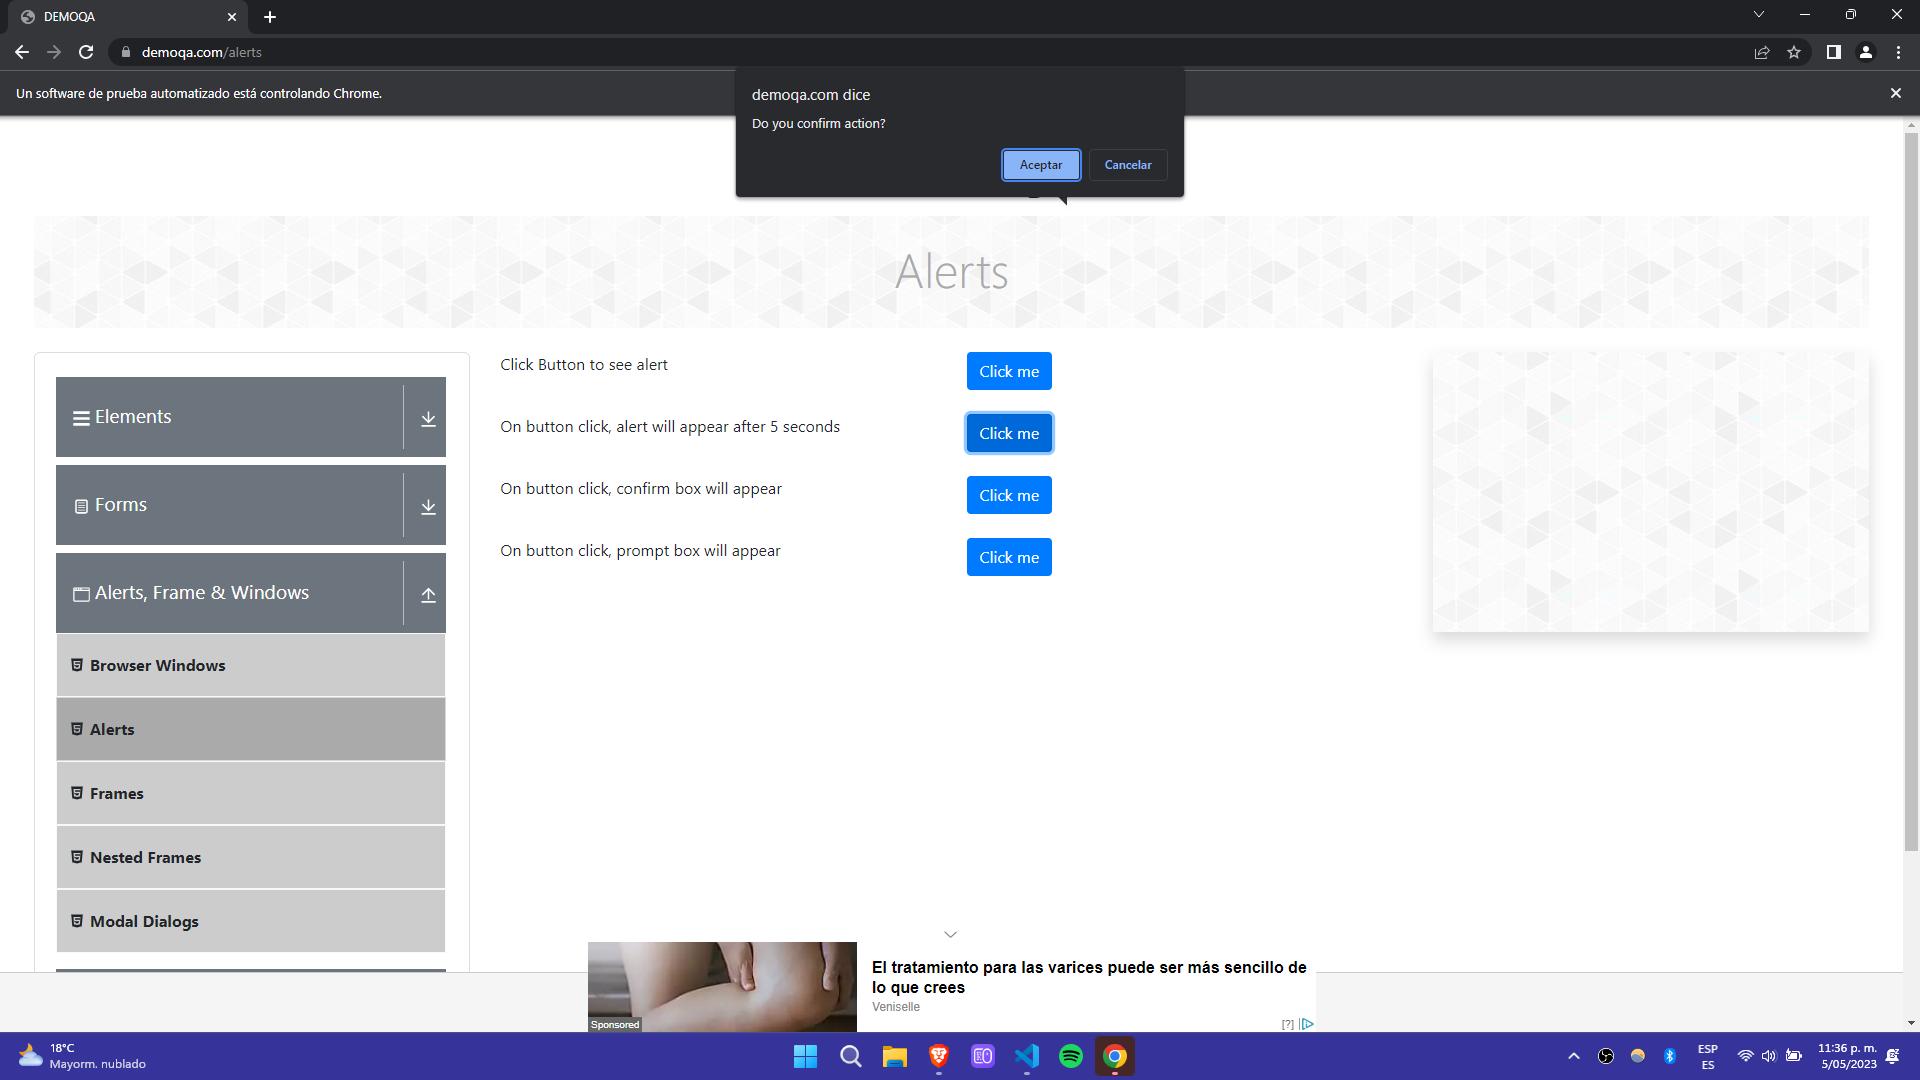 DEMOQA
demoqa.com/alerts
Un software de prueba automatizado está controlando Chrome.
demoqa.com dice
Do you confirm action?
Aceptar
Cancelar
Alerts
Elements
Forms
Alerts, Frame & Windows
Browser Windows
Alerts
Frames
Nested Frames
Modal Dialogs
Click Button to see alert
Click me
On button click, alert will appear after 5 seconds
Click me
On button click, confirm box will appear
Click me
On button click, prompt box will appear
Click me
Sponsored
El tratamiento para las varices puede ser más sencillo de
lo que crees
Veniselle
[?]
18°C
Mayorm. nublado
ESP
ES
11:36 p. m.
5/05/2023